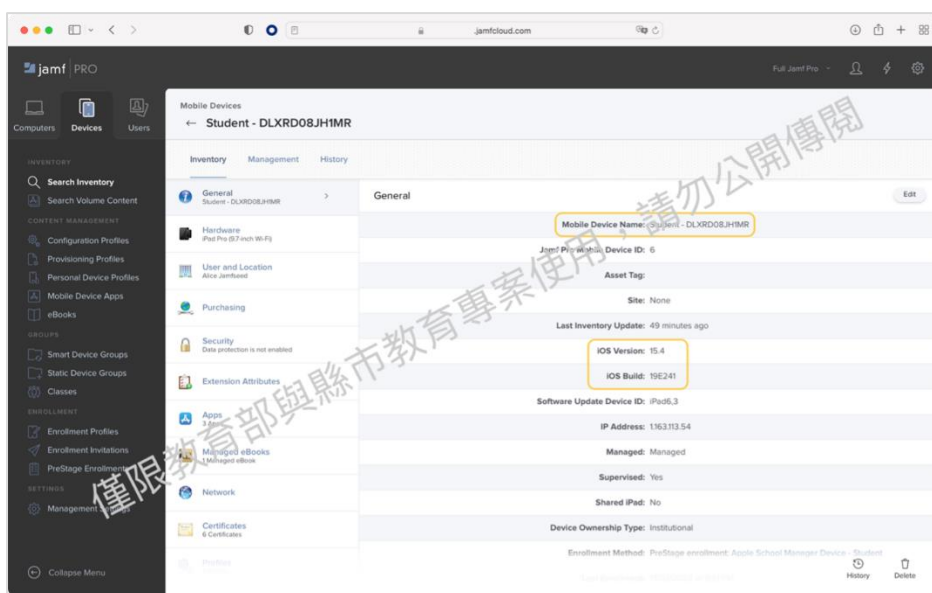 .jamfcloud.com
jamf PRO
Full Jamf Pro
Computers
Devices
Users
INVENTORY
Search Inventory
Search Volume Content
CONTENT MANAGEMENT
Configuration Profiles
Provisioning Profiles
Personal Device Profiles
Mobile Device Apps
eBooks
GROUPS
Smart Device Groups
Static Device Groups
Classes
ENROLLMENT
Enrollment Profiles
Enrollment Invitations
PreStage Enrollments
SETTINGS
Management Settings
Collapse Menu
Mobile Devices
← Student - DLXRD08JH1MR
Inventory
Management
History
General
Student - DLXRD08JH1MR
Hardware
iPad Pro (9.7-inch Wi-Fi)
User and Location
Alice Jamfseed
Purchasing
Security
Data protection is not enabled
Extension Attributes
Apps
3 Apps
Managed eBooks
1 Managed eBook
Network
Certificates
6 Certificates
Profiles
General
Edit
Mobile Device Name: Student - DLXRD08JH1MR
Jamf Pro Mobile Device ID: 6
Asset Tag:
Site: None
Last Inventory Update: 49 minutes ago
iOS Version: 15.4
iOS Build: 19E241
Software Update Device ID: iPad6,3
IP Address: 1.163.113.54
Managed: Managed
Supervised: Yes
Shared iPad: No
Device Ownership Type: Institutional
Enrollment Method: PreStage enrollment: Apple School Manager Device - Student
History
Delete
僅限教育部與縣市教育專案使用，請勿公開傳閱